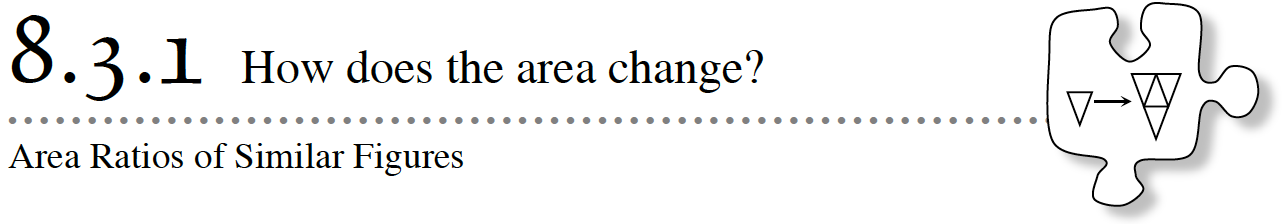 8.3.1 How does the area change?
Area Ratios of Similar Figures